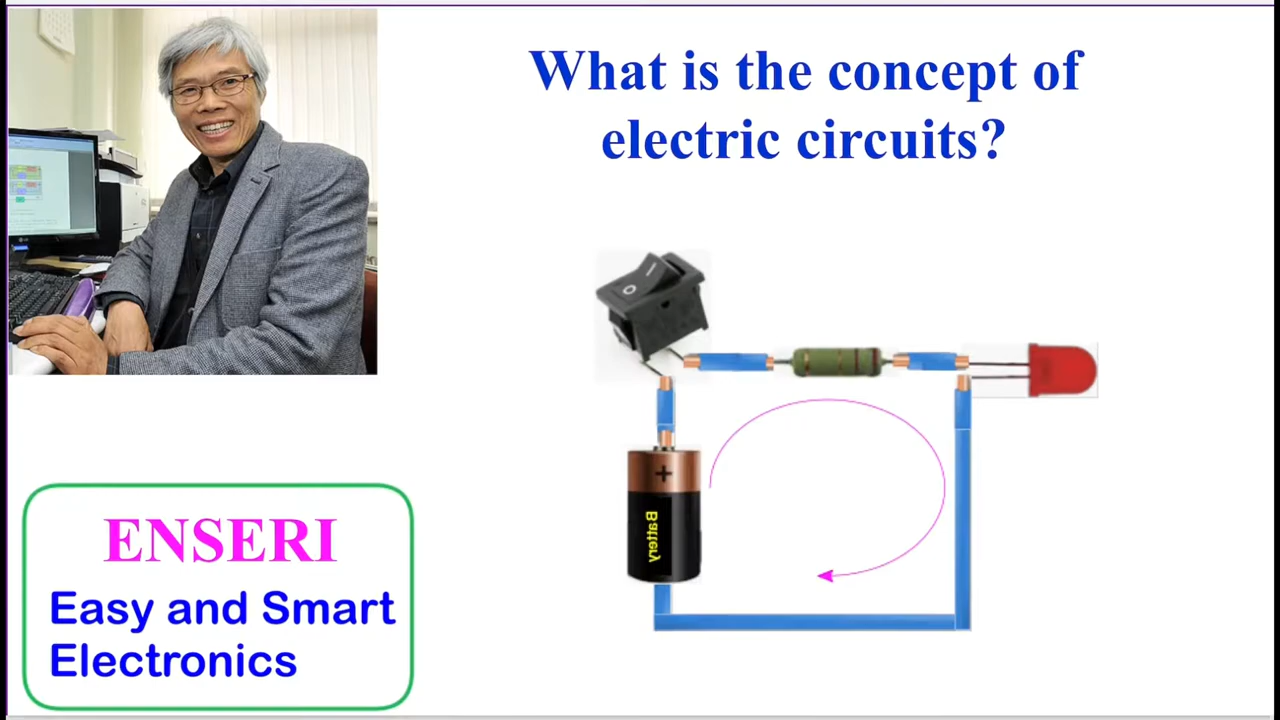 What is the concept of
electric circuits?
+
Battery
ENSERI
Easy and Smart
Electronics